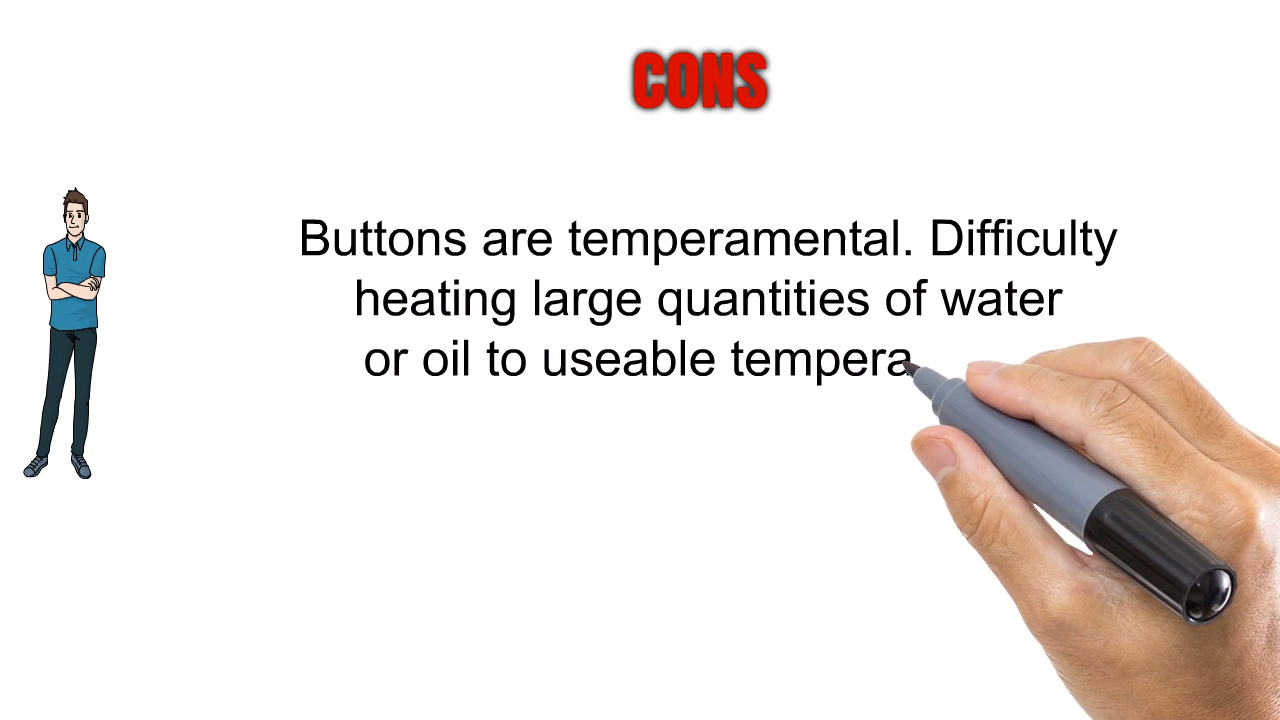 CONS
Buttons are temperamental. Difficulty
heating large quantities of water
or oil to useable tempera